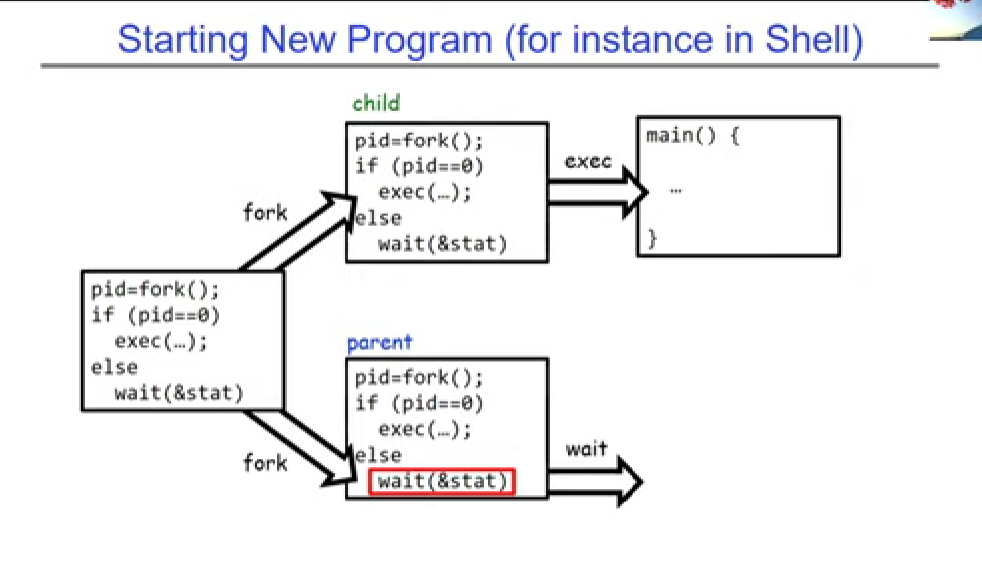 Starting New Program (for instance in Shell)
child
pid=fork();
if (pid==0)
exec(…);
else
wait(&stat)
exec
main() {
…
}
fork
pid=fork();
if (pid==0)
exec(…);
else
wait(&stat)
fork
parent
pid=fork();
if (pid==0)
exec(…);
else
wait(&stat)
wait